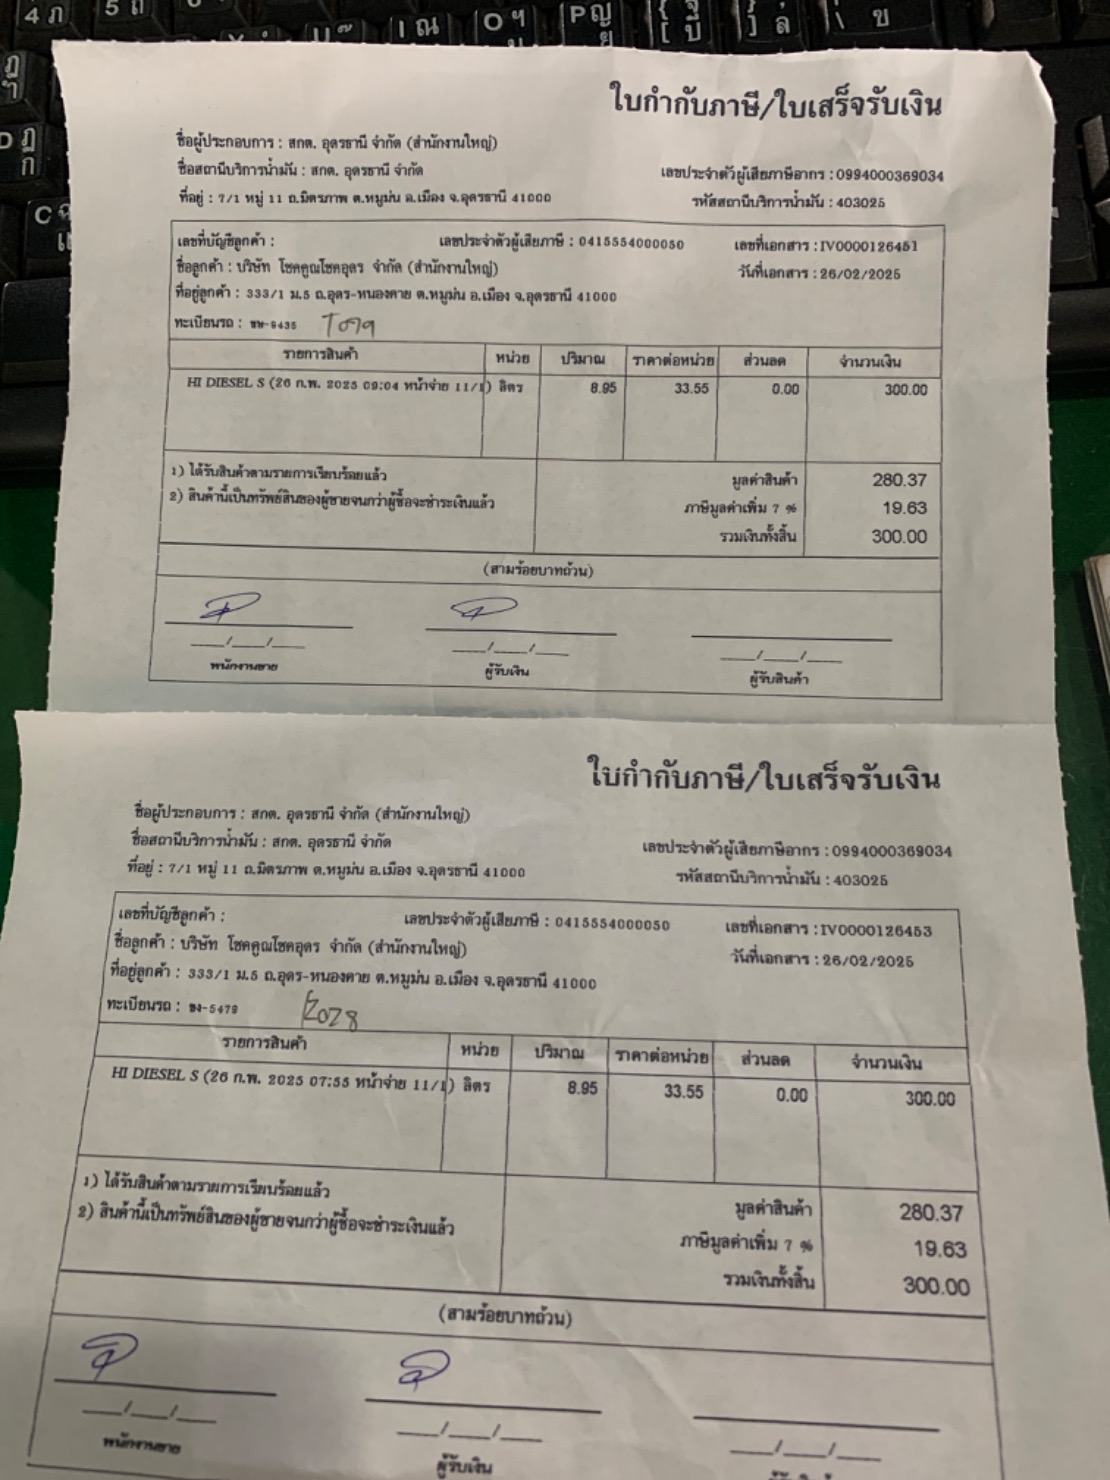 ใบกำกับภาษี/ใบเสร็จรับเงิน
ชื่อผู้ประกอบการ : สกต. อุดรธานี จำกัด (สำนักงานใหญ่)
ชื่อสถานีบริการน้ำมัน : สกต. อุดรธานี จำกัด เลขประจำตัวผู้เสียภาษีอากร : 0994000369034
ที่อยู่ : 7/1 หมู่ 11 ถ.มิตรภาพ ต.หมูม่น อ.เมือง จ.อุดรธานี 41000 รหัสสถานีบริการน้ำมัน : 403025
เลขที่บัญชีลูกค้า : เลขประจำตัวผู้เสียภาษี : 0415554000050 เลขที่เอกสาร : IV0000126451
ชื่อลูกค้า : บริษัท โชคคูณโชคอุดร จำกัด (สำนักงานใหญ่) วันที่เอกสาร : 26/02/2025
ที่อยู่ลูกค้า : 333/1 ม.5 ถ.อุดร-หนองคาย ต.หมูม่น อ.เมือง จ.อุดรธานี 41000
ทะเบียนรถ : ขษ-9435
รายการสินค้า หน่วย ปริมาณ ราคาต่อหน่วย ส่วนลด จำนวนเงิน
HI DIESEL S (26 ก.พ. 2025 09:04 หน้าจ่าย 11/1) ลิตร 8.95 33.55 0.00 300.00
1) ได้รับสินค้าตามรายการเรียบร้อยแล้ว มูลค่าสินค้า 280.37
2) สินค้านี้เป็นทรัพย์สินของผู้ขายจนกว่าผู้ซื้อจะชำระเงินแล้ว ภาษีมูลค่าเพิ่ม 7 % 19.63
รวมเงินทั้งสิ้น 300.00
(สามร้อยบาทถ้วน)
___/___/___ ___/___/___ ___/___/___
พนักงานขาย ผู้รับเงิน ผู้รับสินค้า
ใบกำกับภาษี/ใบเสร็จรับเงิน
ชื่อผู้ประกอบการ : สกต. อุดรธานี จำกัด (สำนักงานใหญ่)
ชื่อสถานีบริการน้ำมัน : สกต. อุดรธานี จำกัด เลขประจำตัวผู้เสียภาษีอากร : 0994000369034
ที่อยู่ : 7/1 หมู่ 11 ถ.มิตรภาพ ต.หมูม่น อ.เมือง จ.อุดรธานี 41000 รหัสสถานีบริการน้ำมัน : 403025
เลขที่บัญชีลูกค้า : เลขประจำตัวผู้เสียภาษี : 0415554000050 เลขที่เอกสาร : IV0000126453
ชื่อลูกค้า : บริษัท โชคคูณโชคอุดร จำกัด (สำนักงานใหญ่) วันที่เอกสาร : 26/02/2025
ที่อยู่ลูกค้า : 333/1 ม.5 ถ.อุดร-หนองคาย ต.หมูม่น อ.เมือง จ.อุดรธานี 41000
ทะเบียนรถ : ขง-5479
รายการสินค้า หน่วย ปริมาณ ราคาต่อหน่วย ส่วนลด จำนวนเงิน
HI DIESEL S (26 ก.พ. 2025 07:55 หน้าจ่าย 11/1) ลิตร 8.95 33.55 0.00 300.00
1) ได้รับสินค้าตามรายการเรียบร้อยแล้ว มูลค่าสินค้า 280.37
2) สินค้านี้เป็นทรัพย์สินของผู้ขายจนกว่าผู้ซื้อจะชำระเงินแล้ว ภาษีมูลค่าเพิ่ม 7 % 19.63
รวมเงินทั้งสิ้น 300.00
(สามร้อยบาทถ้วน)
___/___/___ ___/___/___ ___/___/___
พนักงานขาย ผู้รับเงิน